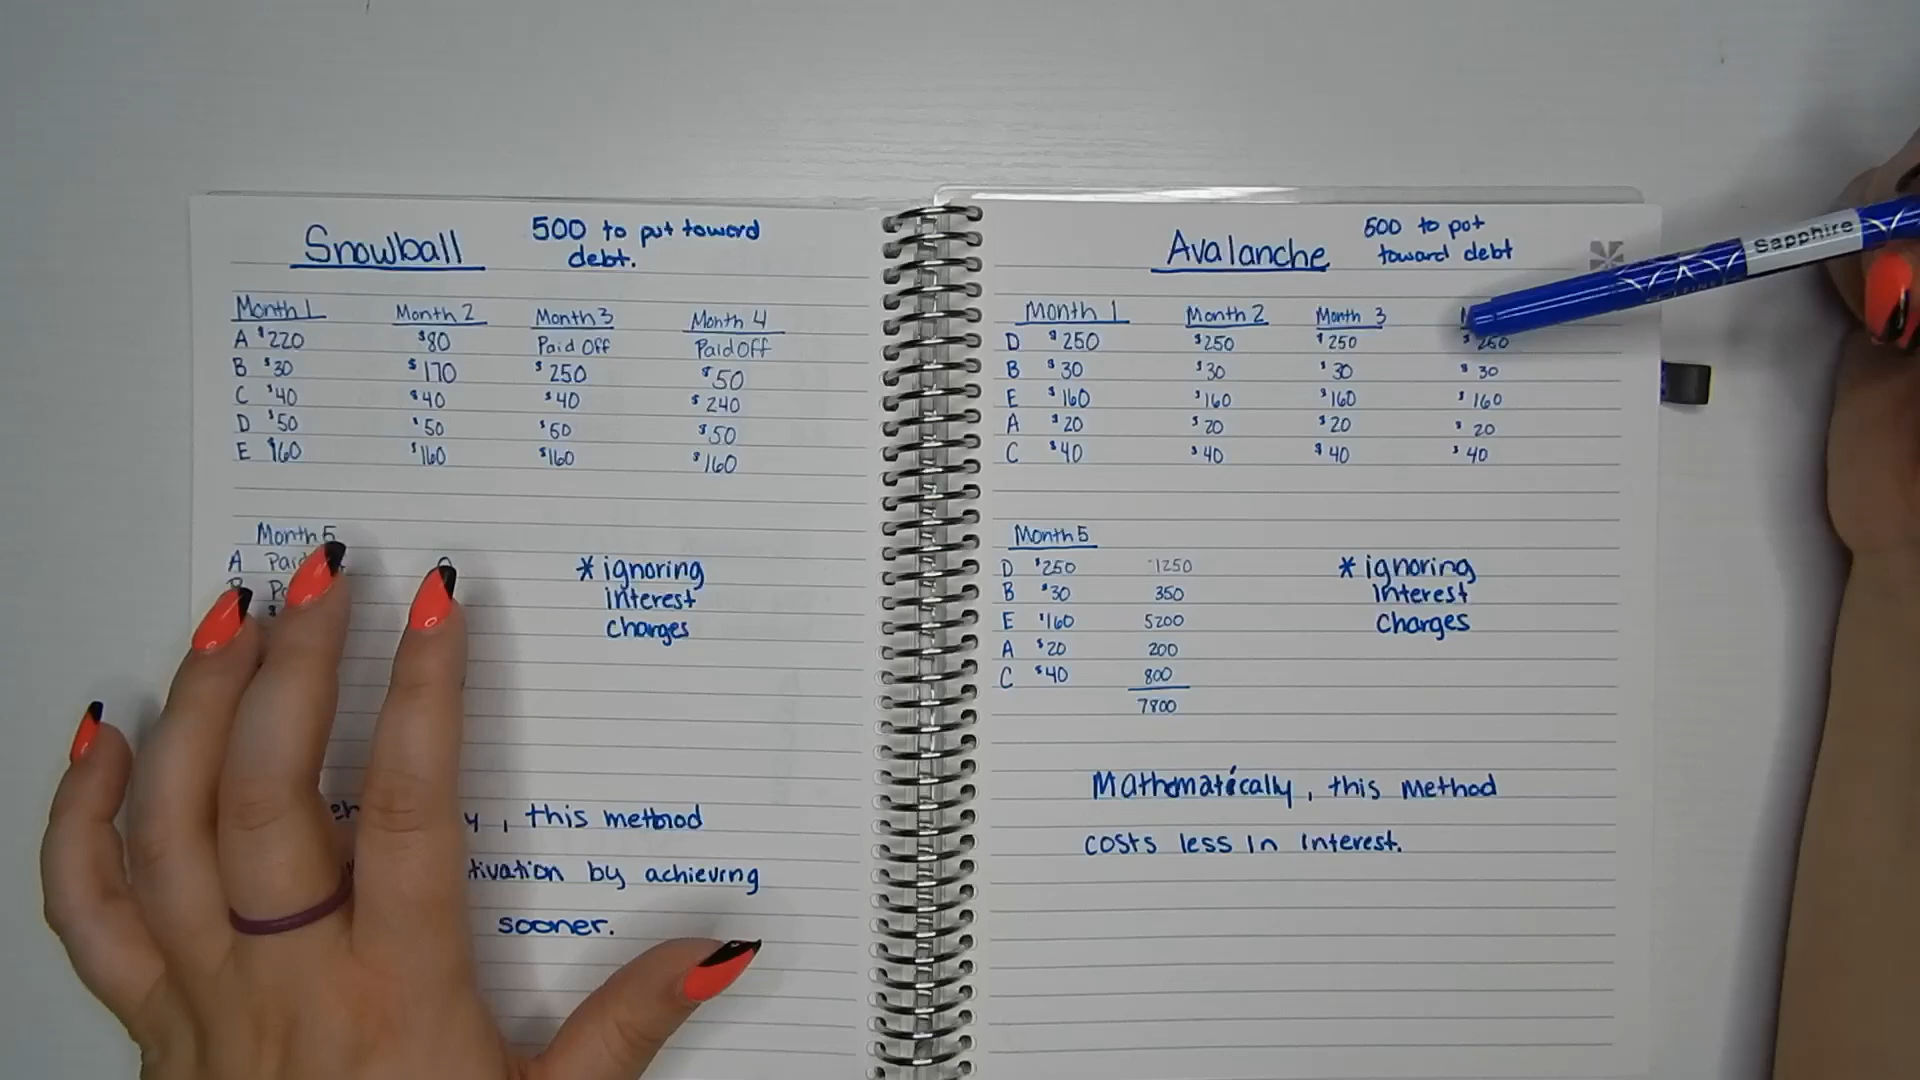 Snowball
500 to put toward
debt.
Month 1 Month 2 Month 3 Month 4
A $220 $80 Paid Off Paid Off
B $30 $170 $250 $50
C $40 $40 $40 $240
D $50 $50 $50 $50
E $160 $160 $160 $160
Month 5
A
B
* ignoring
interest
charges
, this method
by achieving
sooner.
Avalanche
500 to put
toward debt
Month 1 Month 2 Month 3
D $250 $250 $250 $250
B $30 $30 $30 $30
E $160 $160 $160 $160
A $20 $20 $20 $20
C $40 $40 $40 $40
Month 5
D $250 1250
B $30 350
E $160 5200
A $20 200
C $40 800
7800
* ignoring
interest
charges
Mathematically, this method
costs less in interest.
Sapphire